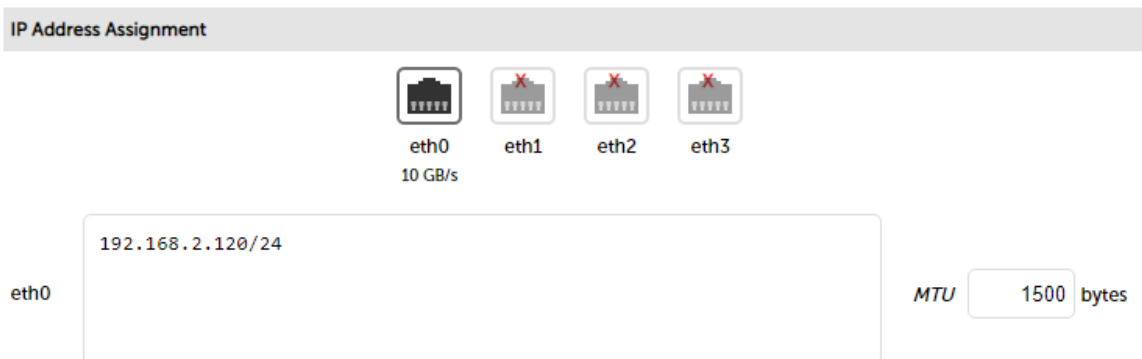 IP Address Assignment
eth0 eth1 eth2 eth3
10 GB/s
192.168.2.120/24
eth0 MTU 1500 bytes